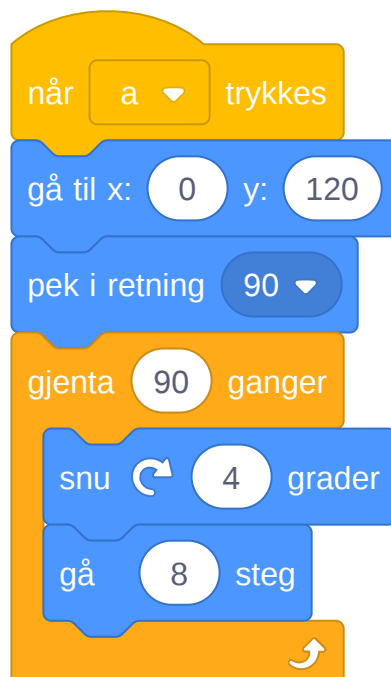 når a trykkes
gå til x: 0 y: 120
pek i retning 90
gjenta 90 ganger
snu 4 grader
gå 8 steg